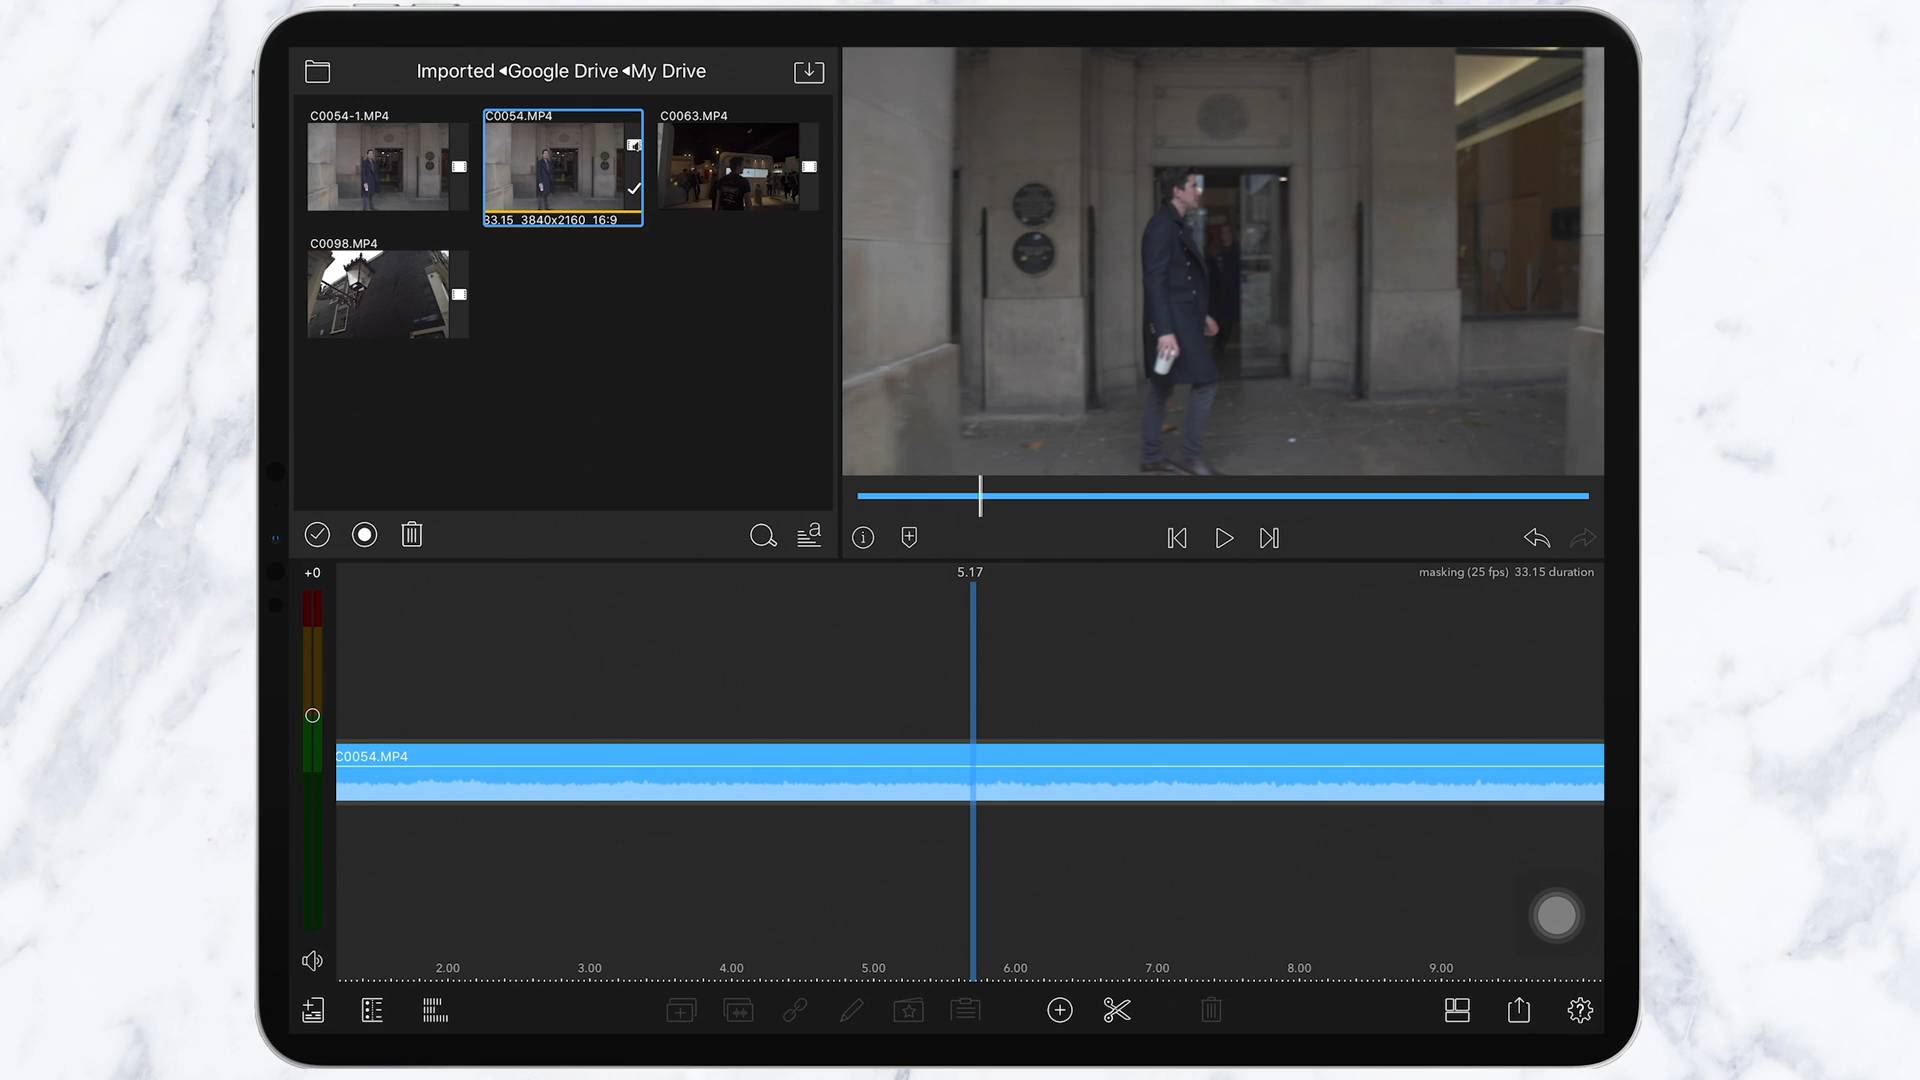 Imported ◂Google Drive ◂My Drive
C0054-1.MP4
C0054.MP4
C0063.MP4
33.15 3840x2160 16:9
C0098.MP4
+0
5.17
masking (25 fps) 33.15 duration
C0054.MP4
2.00 3.00 4.00 5.00 6.00 7.00 8.00 9.00